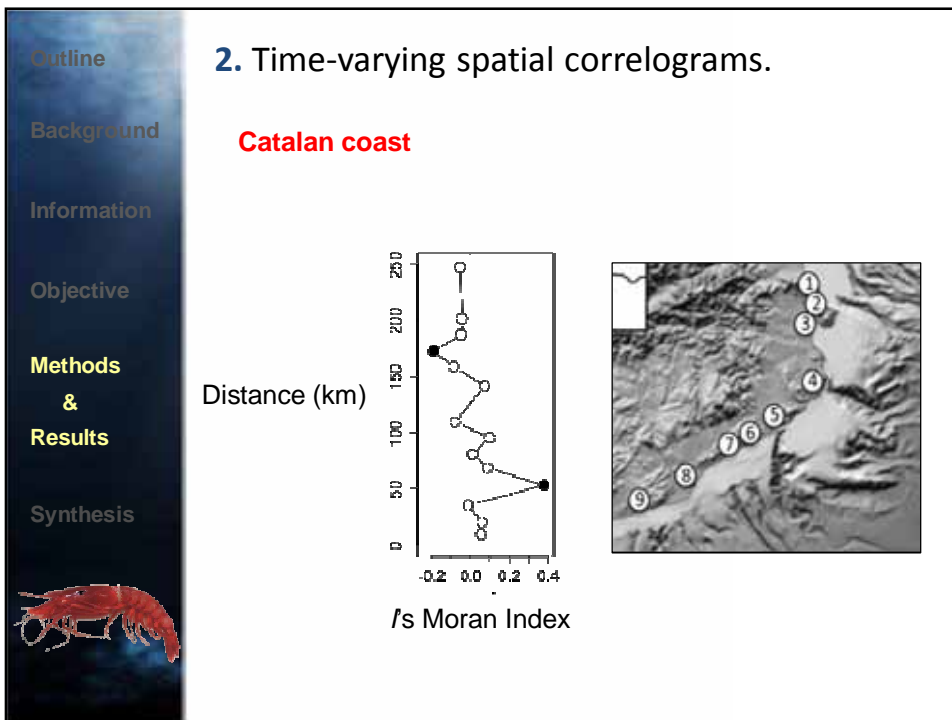 Outline
Background
Information
Objective
Methods
&
Results
Synthesis
2. Time-varying spatial correlograms.
Catalan coast
Distance (km)
250
200
150
100
50
0
-0.2 0.0 0.2 0.4
I's Moran Index
1
2
3
4
5
6
7
8
9